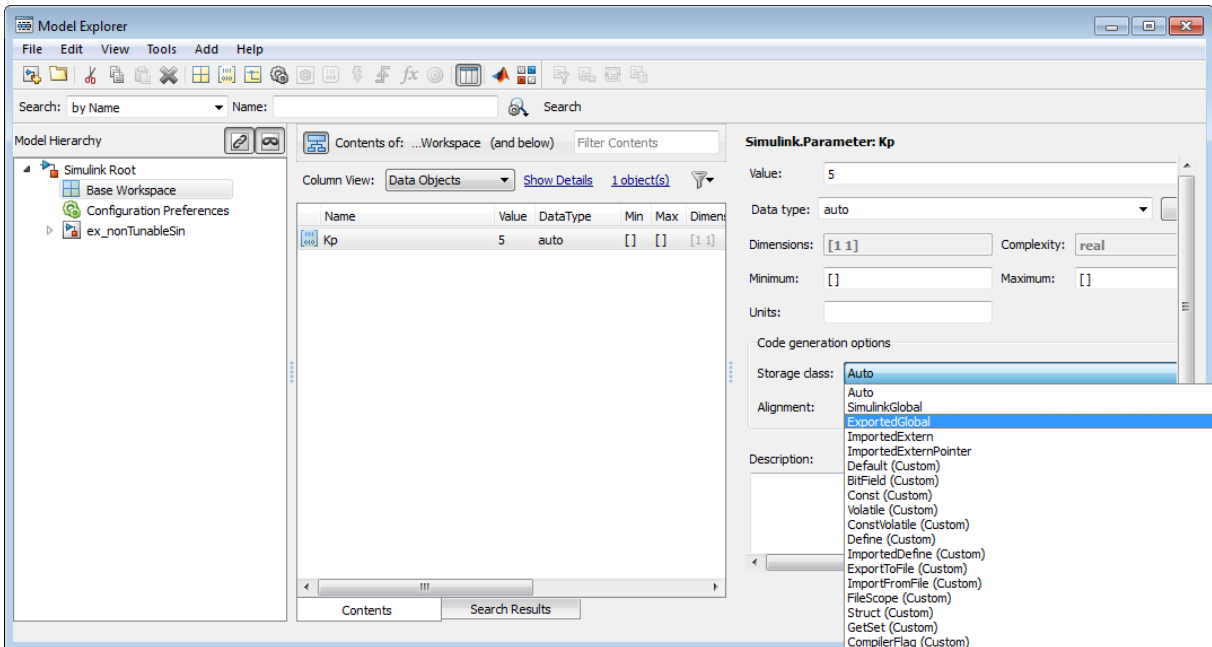 Model Explorer
File Edit View Tools Add Help
fx
Search: by Name Name: Search
Model Hierarchy
Simulink Root
Base Workspace
Configuration Preferences
ex_nonTunableSin
Contents of: ...Workspace (and below) Filter Contents
Column View: Data Objects Show Details 1 object(s)
Name Value DataType Min Max Dimen
Kp 5 auto [] [] [1 1]
Contents Search Results
Simulink.Parameter: Kp
Value: 5
Data type: auto
Dimensions: [1 1] Complexity: real
Minimum: [] Maximum: []
Units:
Code generation options
Storage class: Auto
Alignment:
Description:
Auto
SimulinkGlobal
ExportedGlobal
ImportedExtern
ImportedExternPointer
Default (Custom)
BitField (Custom)
Const (Custom)
Volatile (Custom)
ConstVolatile (Custom)
Define (Custom)
ImportedDefine (Custom)
ExportToFile (Custom)
ImportFromFile (Custom)
FileScope (Custom)
Struct (Custom)
GetSet (Custom)
CompilerFlag (Custom)